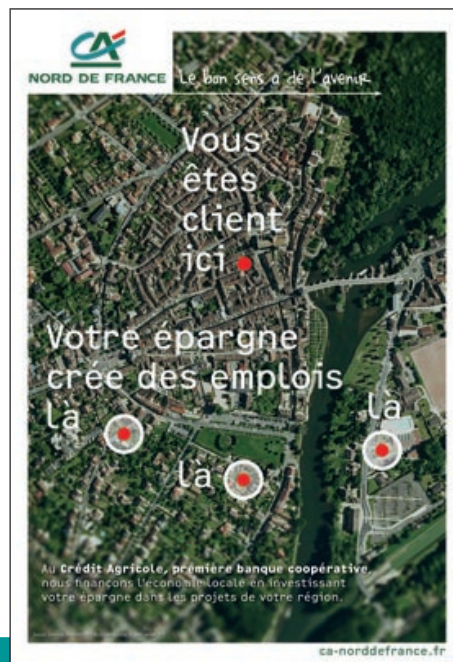 CA
NORD DE FRANCE
Le bon sens a de l'avenir
Vous
êtes
client
ici
Votre épargne
crée des emplois
là
là
là
Au Crédit Agricole, première banque coopérative,
nous finançons l'économie locale en investissant
votre épargne dans les projets de votre région.
ca-norddefrance.fr